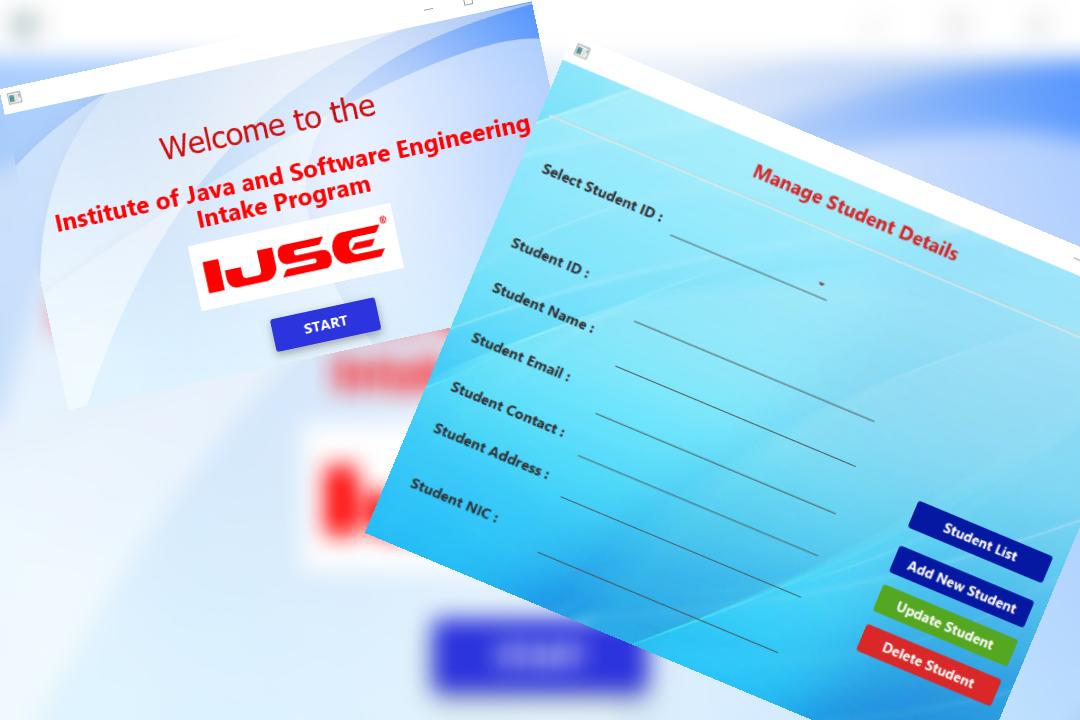 Welcome to the
Institute of Java and Software Engineering
Intake Program
IJSE®
START
Manage Student Details
Select Student ID :
Student ID :
Student Name :
Student Email :
Student Contact :
Student Address :
Student NIC :
Student List
Add New Student
Update Student
Delete Student